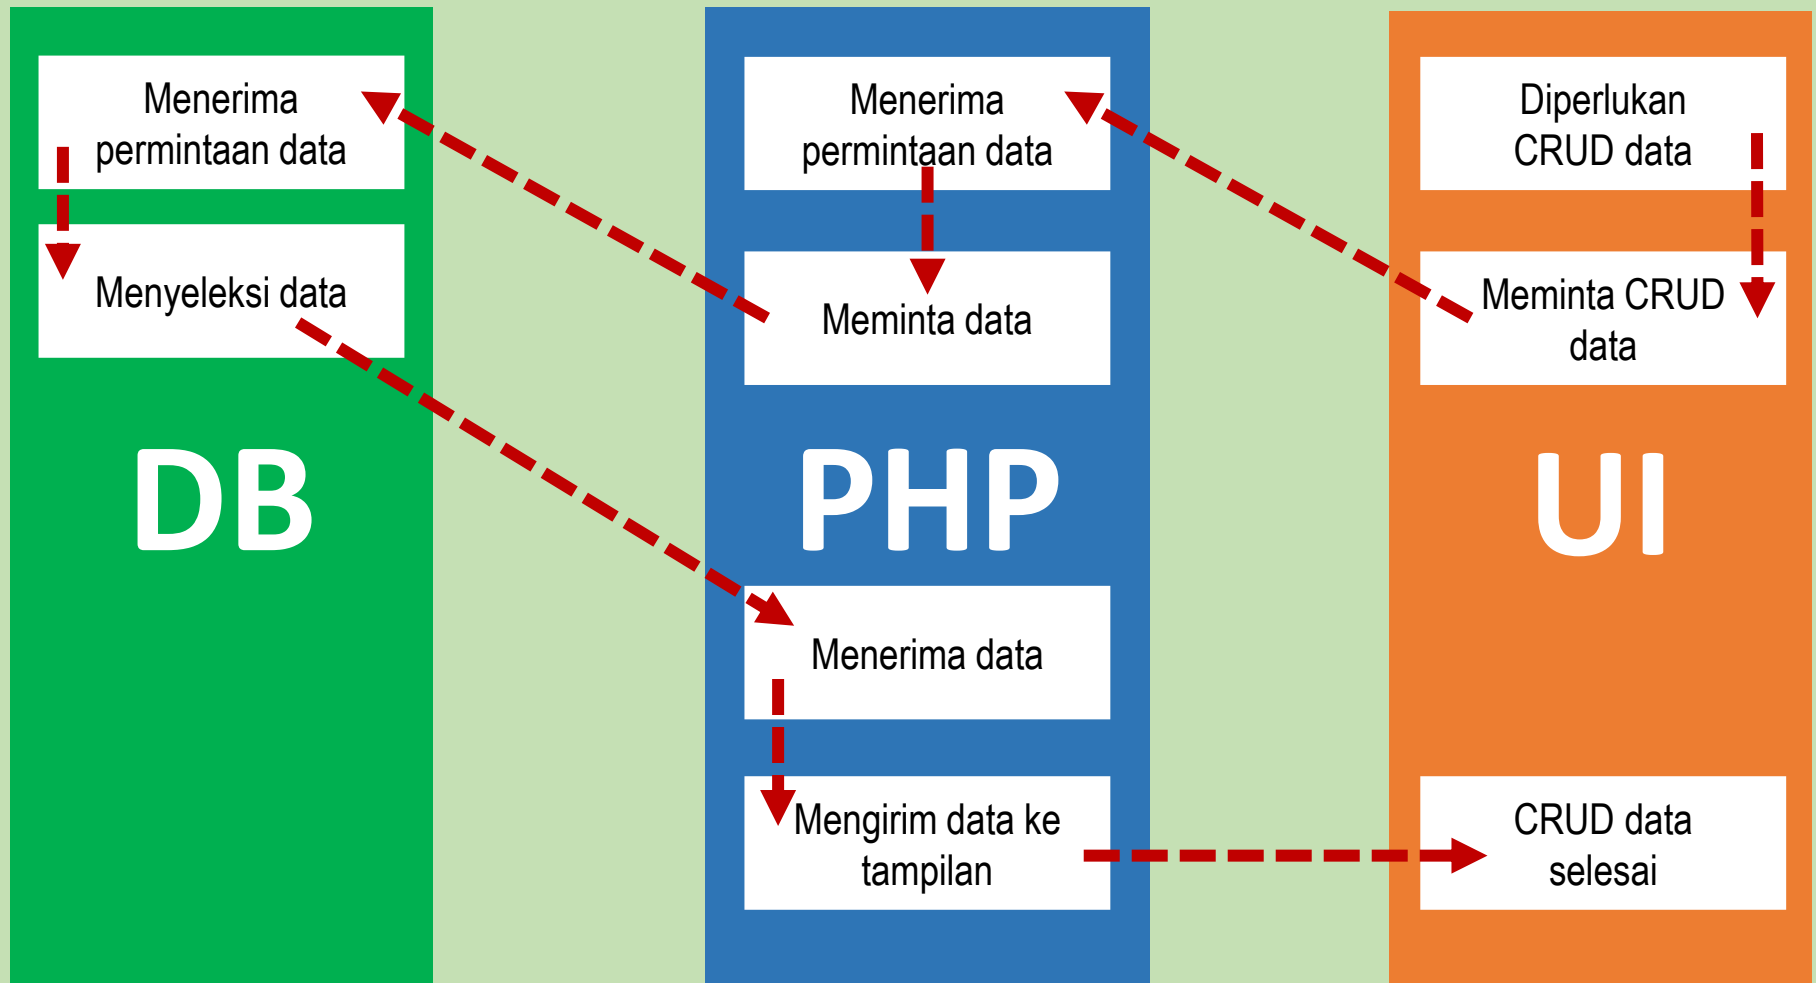 Menerima
permintaan data
Menyeleksi data
DB
Menerima
permintaan data
Meminta data
PHP
Menerima data
Mengirim data ke
tampilan
Diperlukan
CRUD data
Meminta CRUD
data
UI
CRUD data
selesai